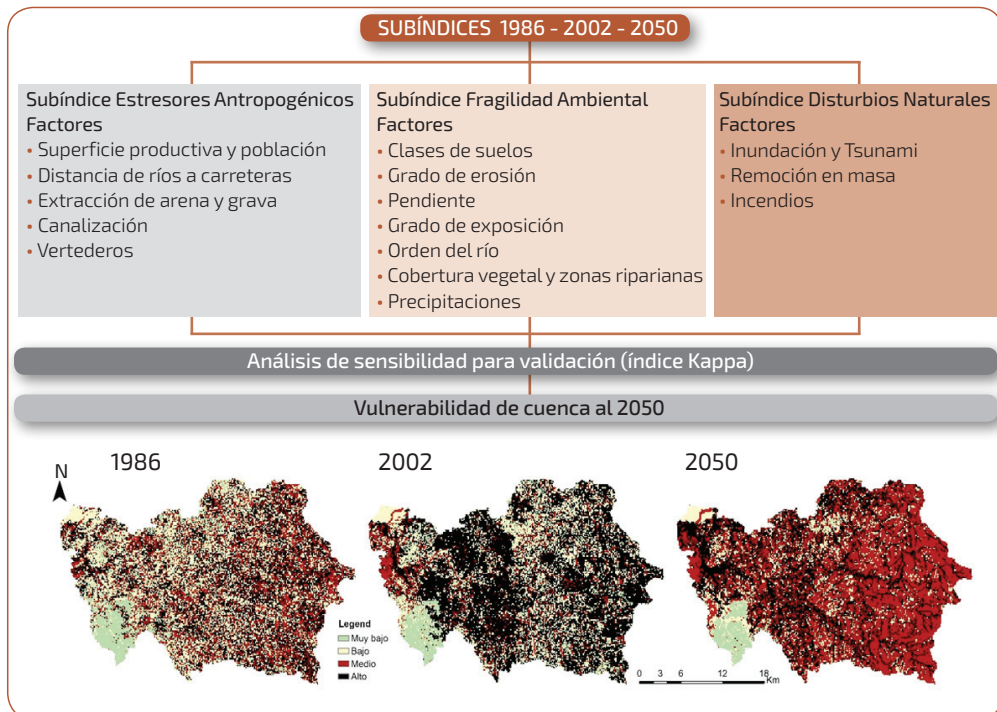 SUBÍNDICES 1986 - 2002 - 2050
Subíndice Estresores Antropogénicos
Factores
• Superficie productiva y población
• Distancia de ríos a carreteras
• Extracción de arena y grava
• Canalización
• Vertederos
Subíndice Fragilidad Ambiental
Factores
• Clases de suelos
• Grado de erosión
• Pendiente
• Grado de exposición
• Orden del río
• Cobertura vegetal y zonas riparianas
• Precipitaciones
Subíndice Disturbios Naturales
Factores
• Inundación y Tsunami
• Remoción en masa
• Incendios
Análisis de sensibilidad para validación (índice Kappa)
Vulnerabilidad de cuenca al 2050
N
1986
2002
2050
Legend
Muy bajo
Bajo
Medio
Alto
0 3 6 12 18
Km